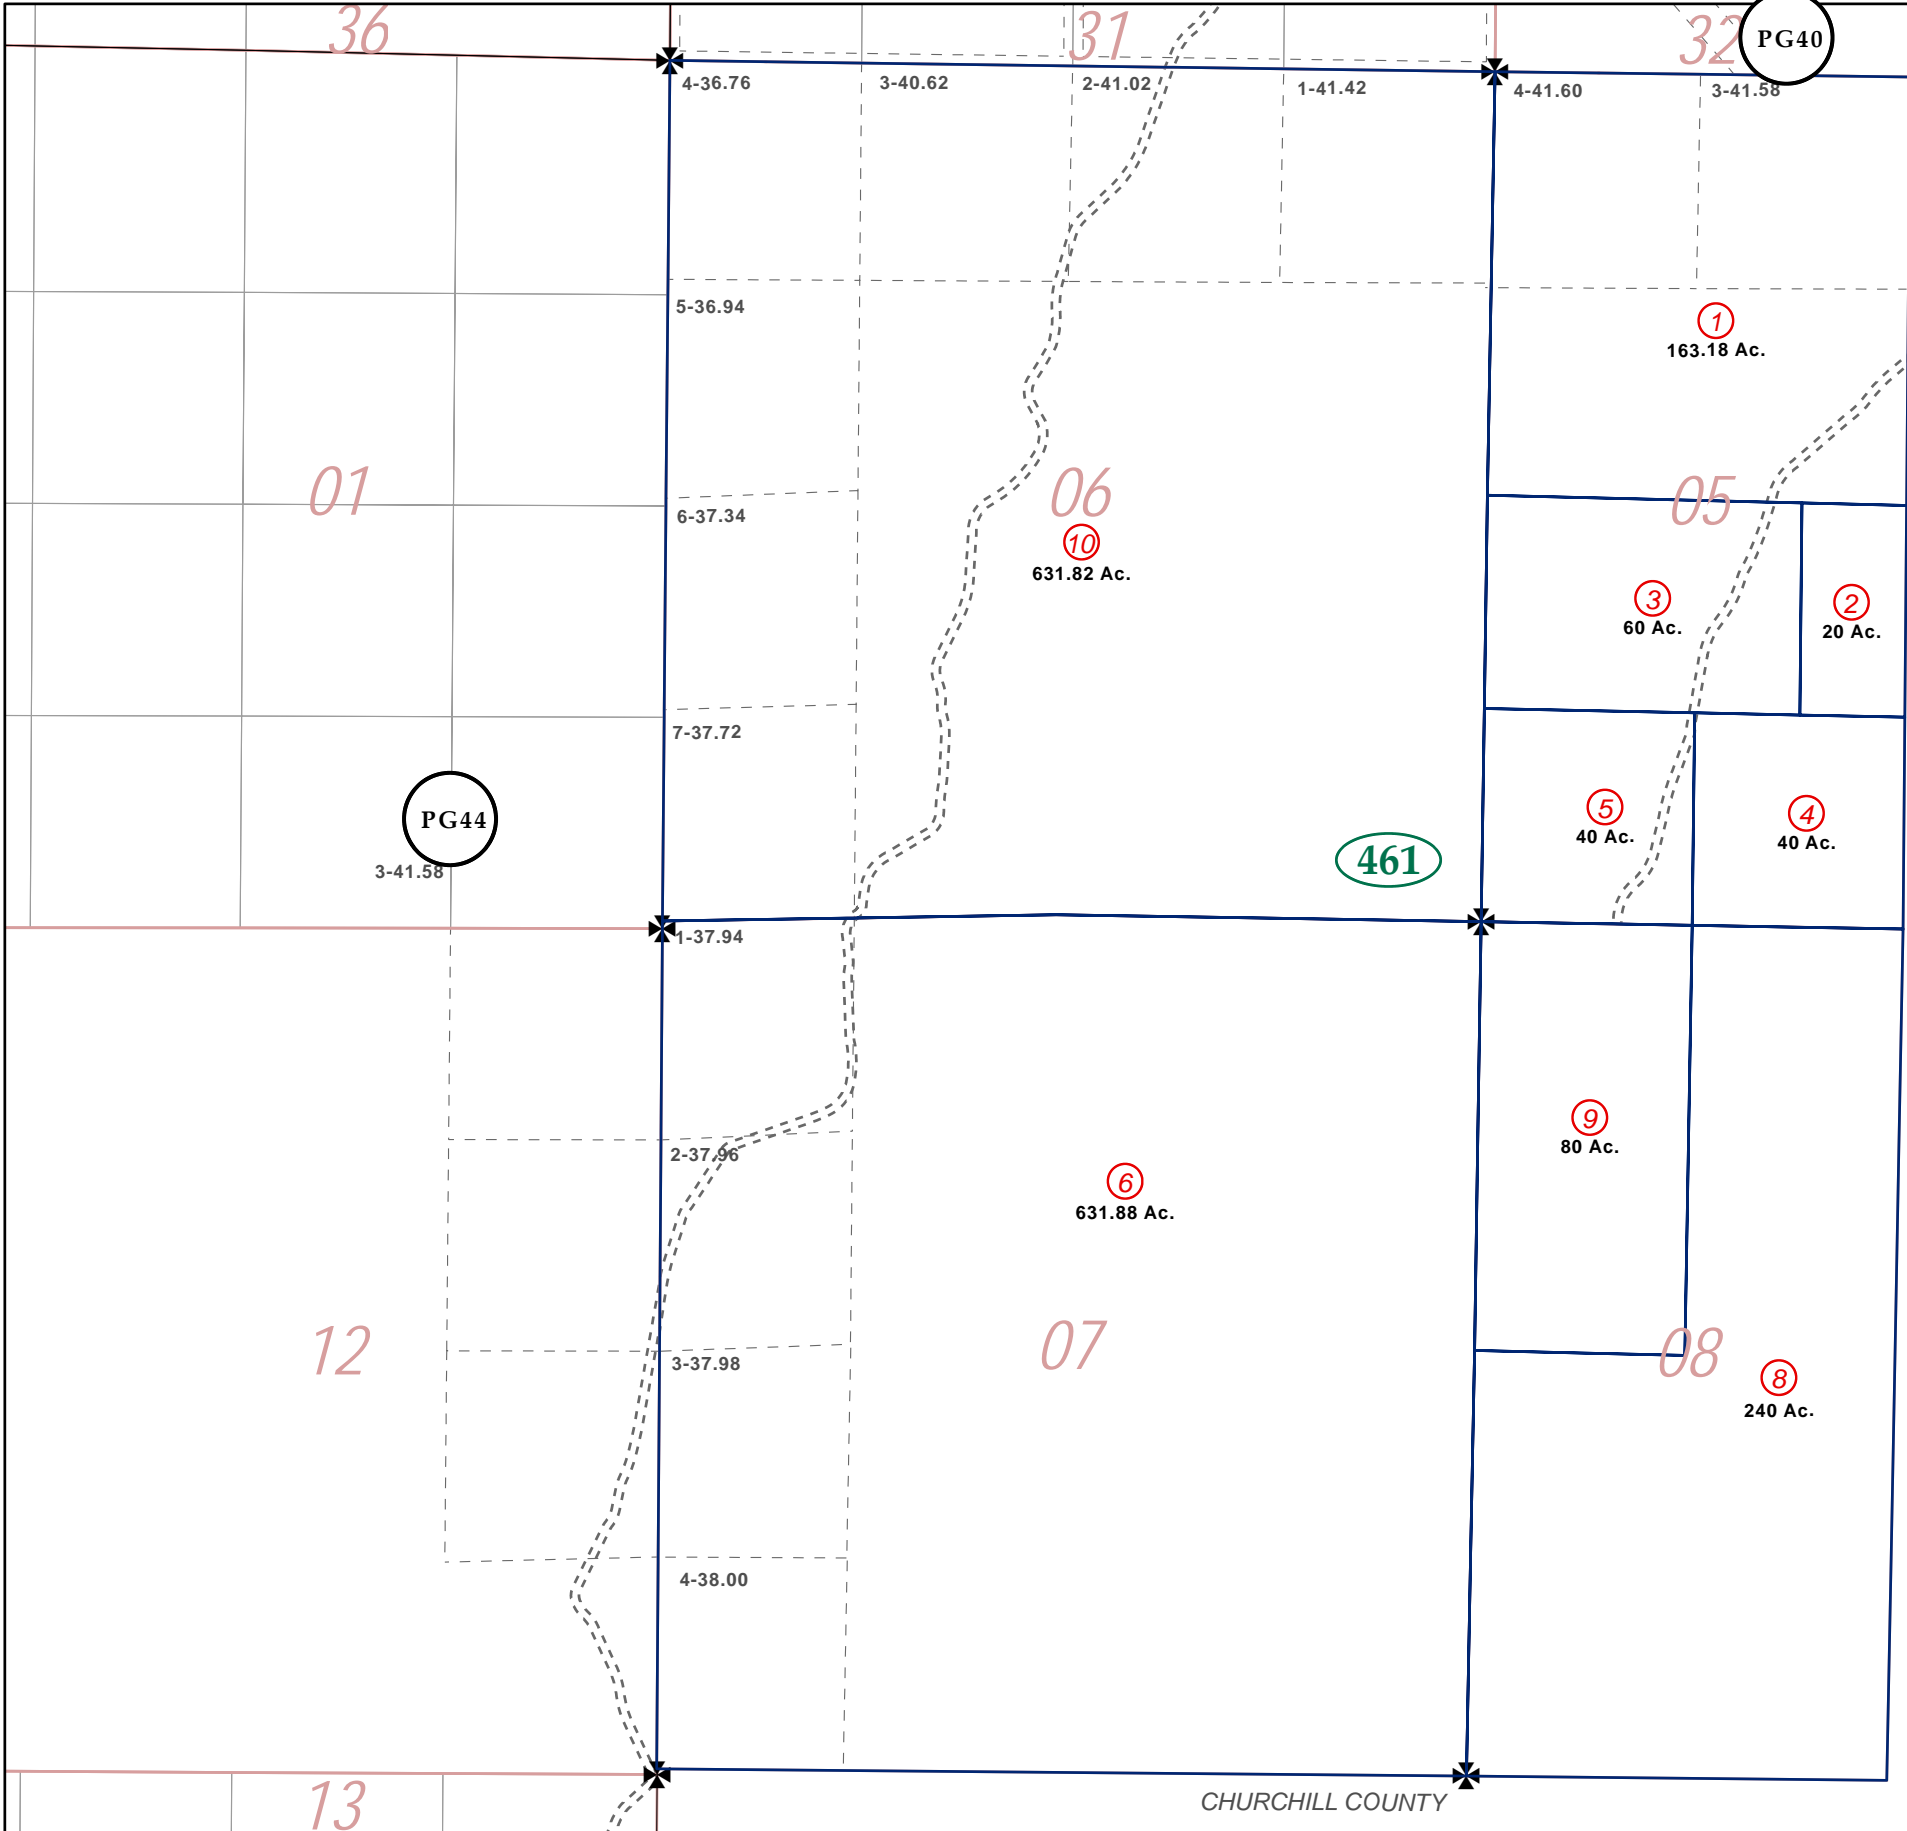 36
31
32
PG40
4-36.76
3-40.62
2-41.02
1-41.42
4-41.60
3-41.58
5-36.94
1
163.18 Ac.
01
6-37.34
06
05
10
631.82 Ac.
3
60 Ac.
2
20 Ac.
7-37.72
PG44
3-41.58
461
5
40 Ac.
4
40 Ac.
1-37.94
9
80 Ac.
2-37.96
6
631.88 Ac.
12
3-37.98
07
08
8
240 Ac.
4-38.00
13
CHURCHILL COUNTY